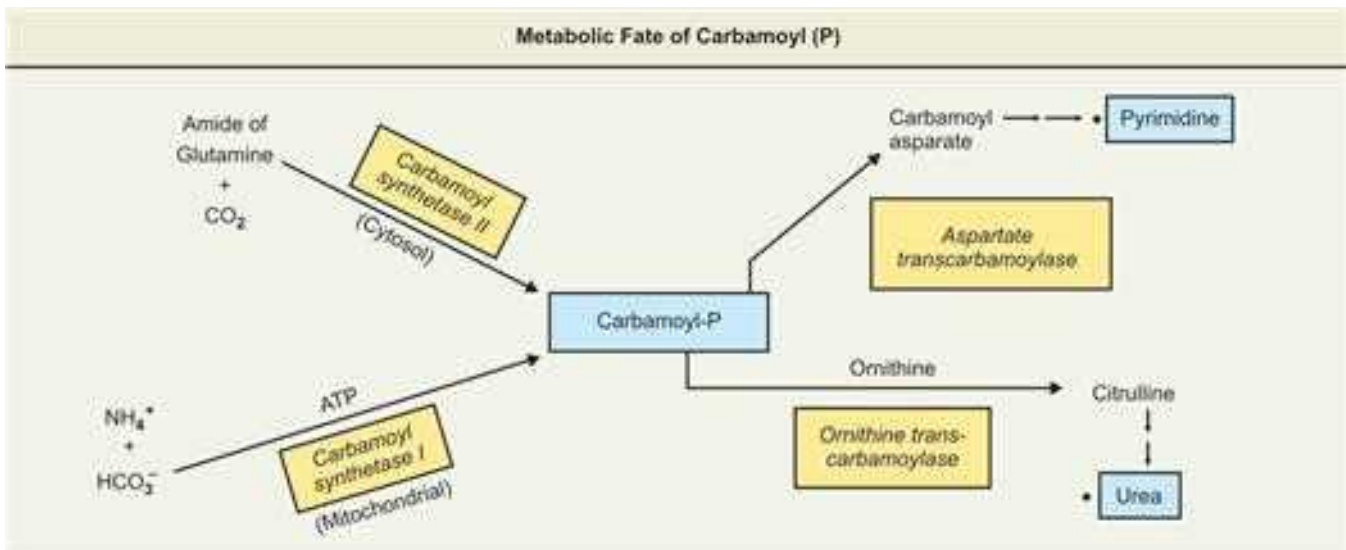 Metabolic Fate of Carbamoyl (P)
Amide of
Glutamine
+
CO₂
Carbamoyl
synthetase II
(Cytosol)
Carbamoyl
asparate
Pyrimidine
Aspartate
transcarbamoylase
Carbamoyl-P
NH₄⁺
+
HCO₃⁻
ATP
Carbamoyl
synthetase I
(Mitochondrial)
Ornithine
Ornithine trans-
carbamoylase
Citrulline
Urea